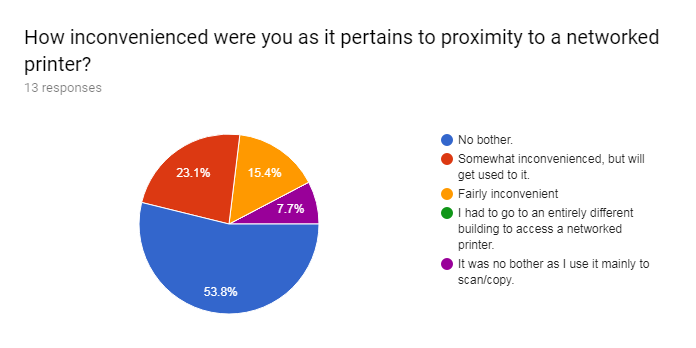 How inconvenienced were you as it pertains to proximity to a networked
printer?
13 responses
23.1%
15.4%
7.7%
53.8%
No bother.
Somewhat inconvenienced, but will
get used to it.
Fairly inconvenient
I had to go to an entirely different
building to access a networked
printer.
It was no bother as I use it mainly to
scan/copy.